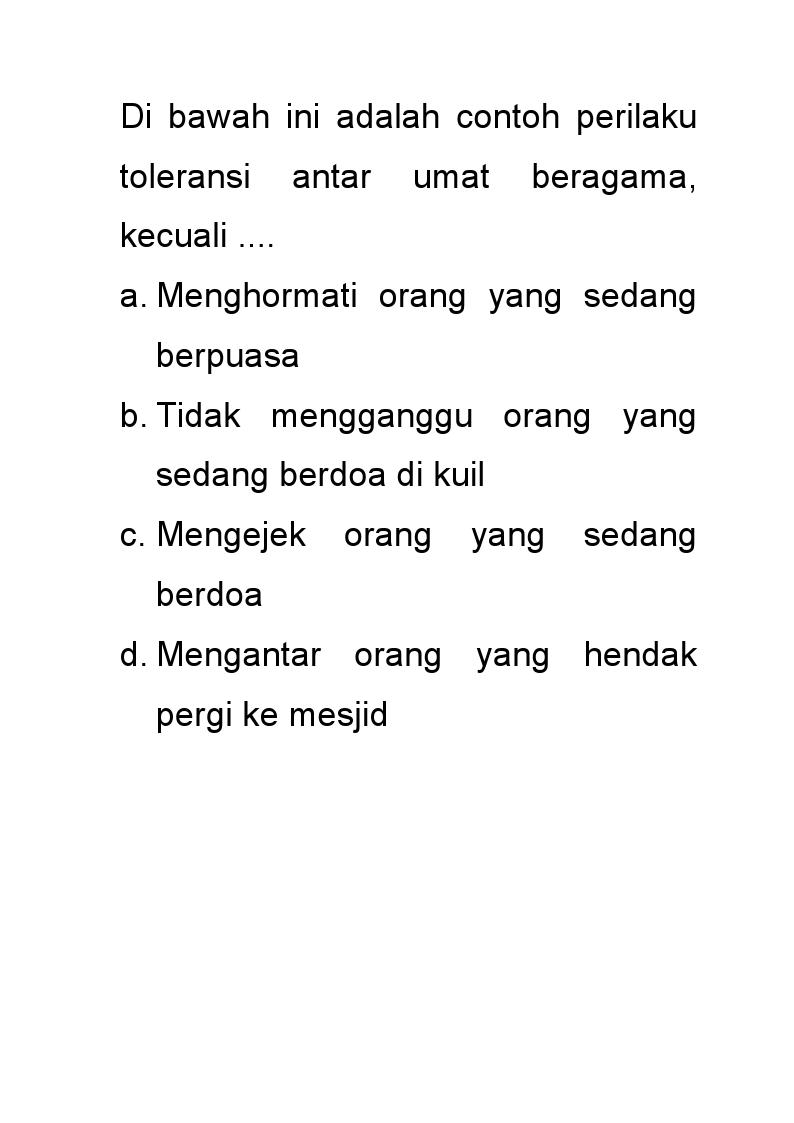 Di bawah ini adalah contoh perilaku
toleransi antar umat beragama,
kecuali ....
a. Menghormati orang yang sedang
berpuasa
b. Tidak mengganggu orang yang
sedang berdoa di kuil
c. Mengejek orang yang sedang
berdoa
d. Mengantar orang yang hendak
pergi ke mesjid